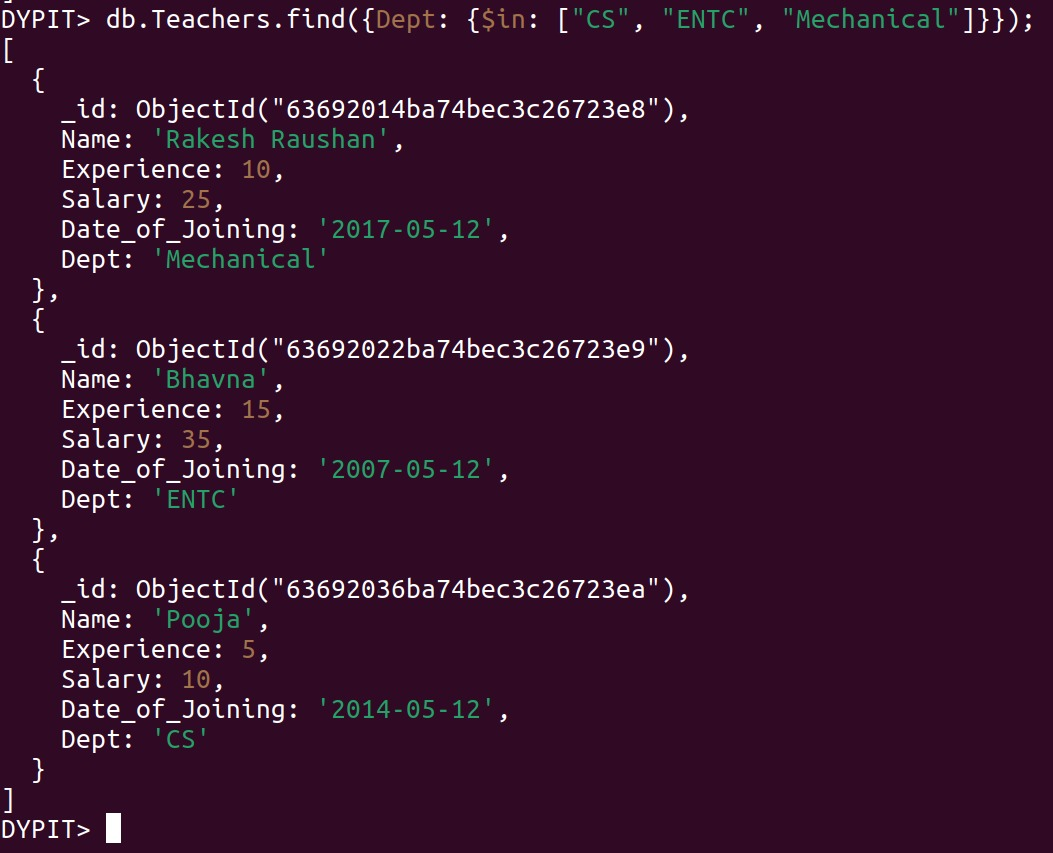 ]
DYPIT> db.Teachers.find({Dept: {$in: ["CS", "ENTC", "Mechanical"]}});
[
  {
    _id: ObjectId("63692014ba74bec3c26723e8"),
    Name: 'Rakesh Raushan',
    Experience: 10,
    Salary: 25,
    Date_of_Joining: '2017-05-12',
    Dept: 'Mechanical'
  },
  {
    _id: ObjectId("63692022ba74bec3c26723e9"),
    Name: 'Bhavna',
    Experience: 15,
    Salary: 35,
    Date_of_Joining: '2007-05-12',
    Dept: 'ENTC'
  },
  {
    _id: ObjectId("63692036ba74bec3c26723ea"),
    Name: 'Pooja',
    Experience: 5,
    Salary: 10,
    Date_of_Joining: '2014-05-12',
    Dept: 'CS'
  }
]
DYPIT>